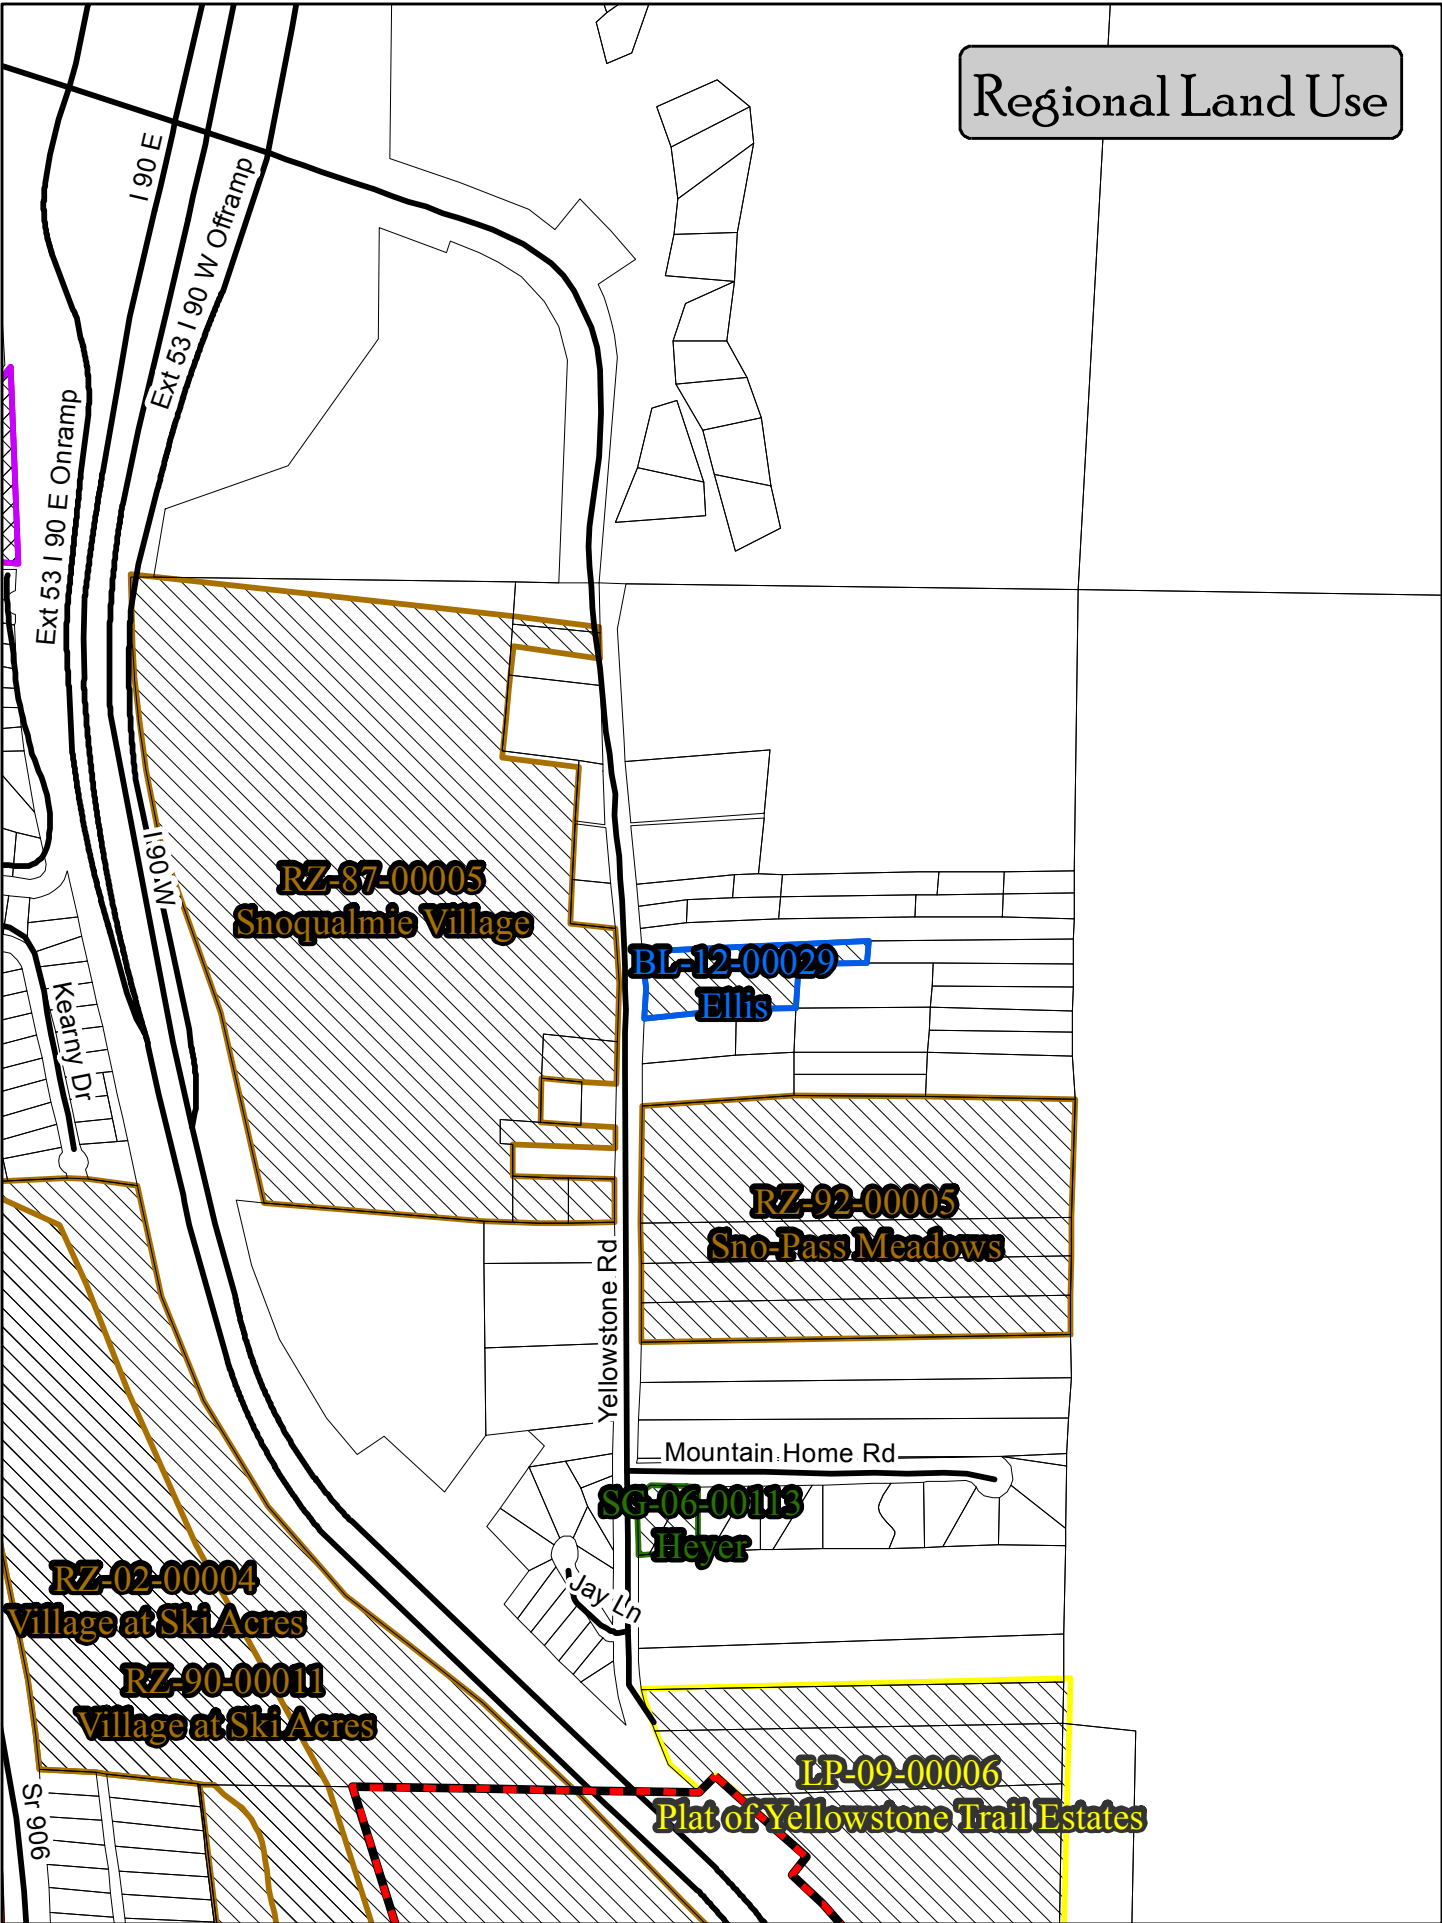 Regional Land Use
I 90 E
Ext 53 I 90 W Offramp
Ext 53 I 90 E Onramp
I 90 W
RZ-87-00005
Snoqualmie Village
BL-12-00029
Ellis
Kearny Dr
RZ-92-00005
Sno-Pass Meadows
Yellowstone Rd
Mountain Home Rd
SG-06-00113
Heyer
Jay Ln
RZ-02-00004
Village at Ski Acres
RZ-90-00011
Village at Ski Acres
LP-09-00006
Plat of Yellowstone Trail Estates
Sr 906